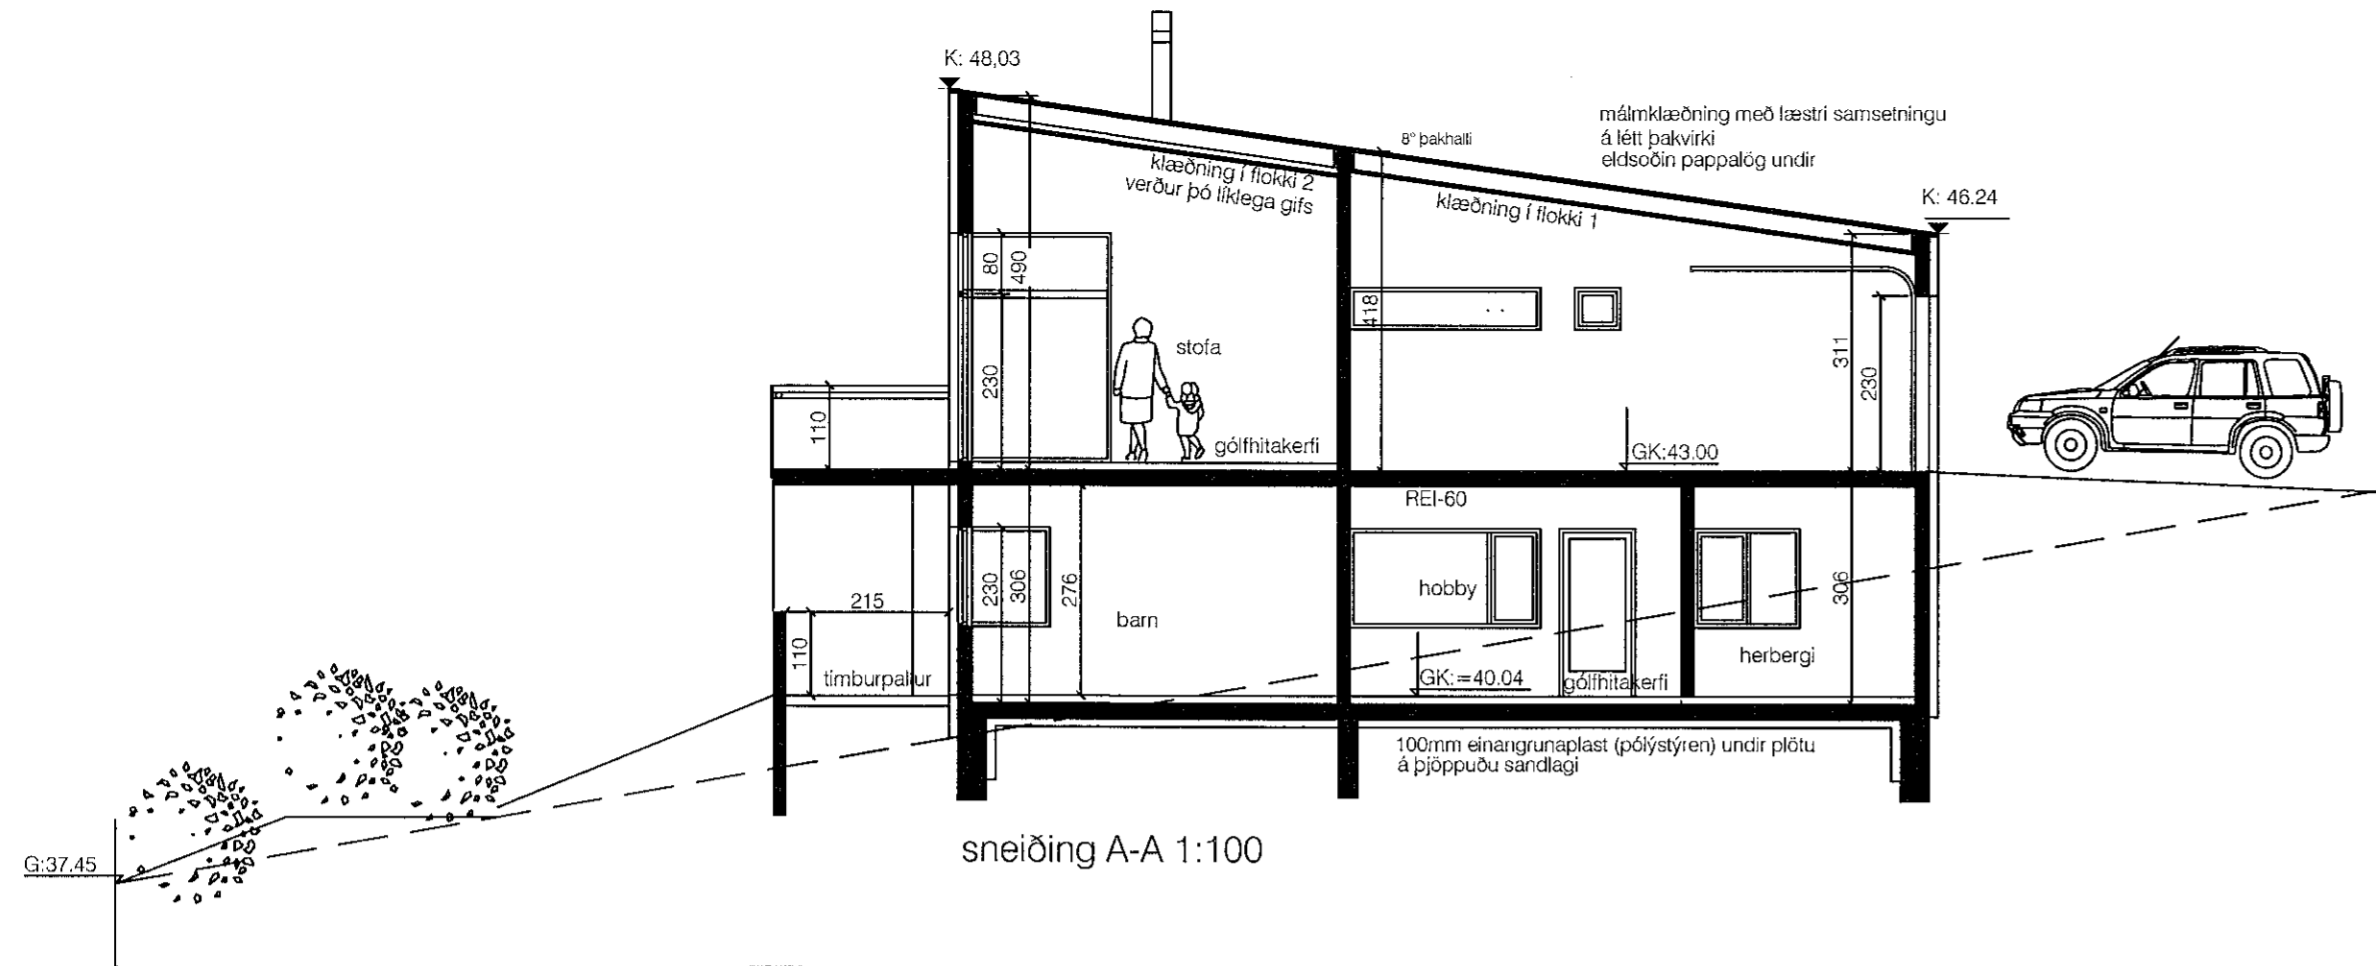 K: 48,03
málmklæðning með læstri samsetningu
á létt þakvirki
eldsoðin pappalög undir
8° þakhalli
klæðning í flokki 2
verður þó líklega gifs
klæðning í flokki 1
K: 46.24
80
490
418
311
230
230
110
stofa
gólfhitakerfi
GK:43.00
REI-60
215
110
230
306
276
306
barn
hobby
herbergi
timburpallur
GK:=40.04
gólfhitakerfi
100mm einangrunaplast (pólýstýren) undir plötu
á þjöppuðu sandlagi
sneiðing A-A 1:100
G:37.45